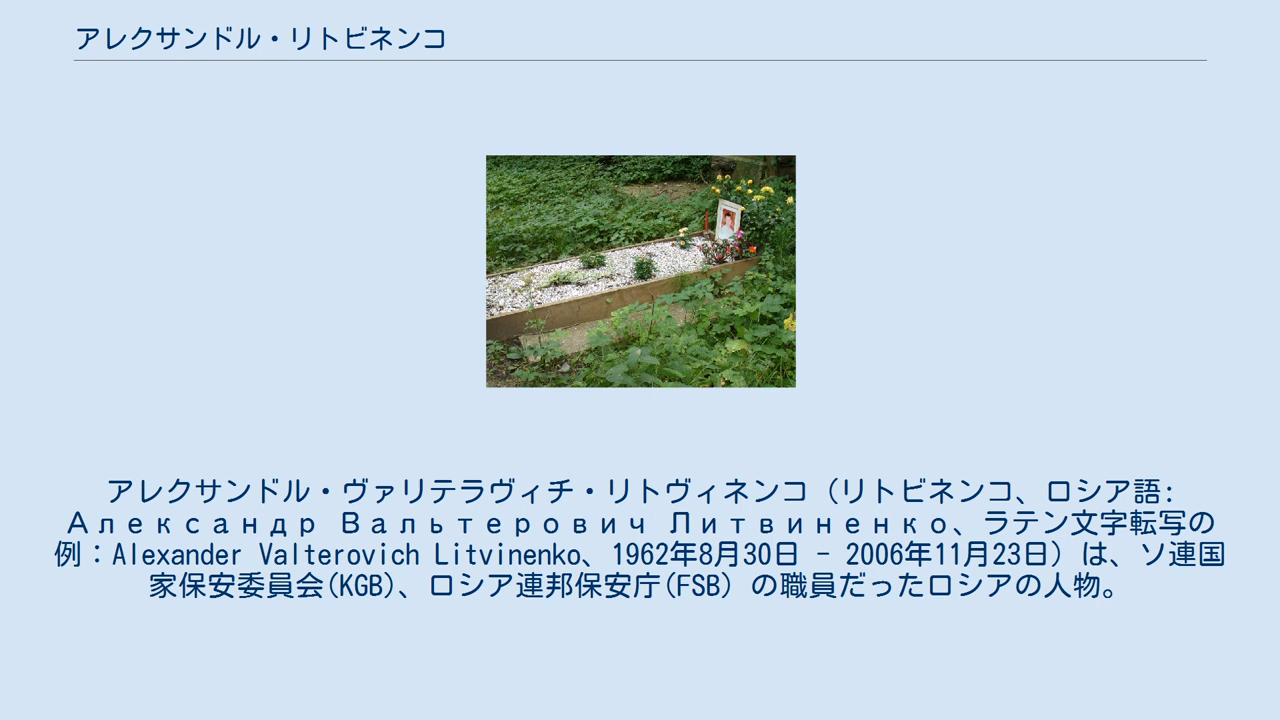 アレクサンドル・リトビネンコ
アレクサンドル・ヴァリテラヴィチ・リトヴィネンコ（リトビネンコ、ロシア語:
Александр Вальтерович Литвиненко、ラテン文字転写の
例：Alexander Valterovich Litvinenko、1962年8月30日 - 2006年11月23日）は、ソ連国
家保安委員会(KGB)、ロシア連邦保安庁(FSB) の職員だったロシアの人物。